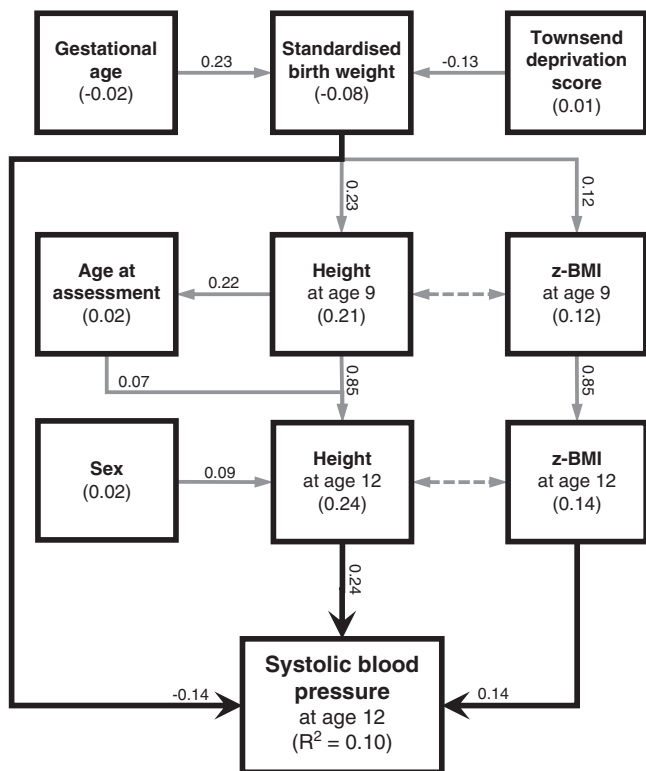 Gestational
age
(-0.02)
0.23
Standardised
birth weight
(-0.08)
-0.13
Townsend
deprivation
score
(0.01)
0.23
0.12
Age at
assessment
(0.02)
0.22
Height
at age 9
(0.21)
z-BMI
at age 9
(0.12)
0.07
0.85
0.85
Sex
(0.02)
0.09
Height
at age 12
(0.24)
z-BMI
at age 12
(0.14)
0.24
-0.14
Systolic blood
pressure
at age 12
(R² = 0.10)
0.14